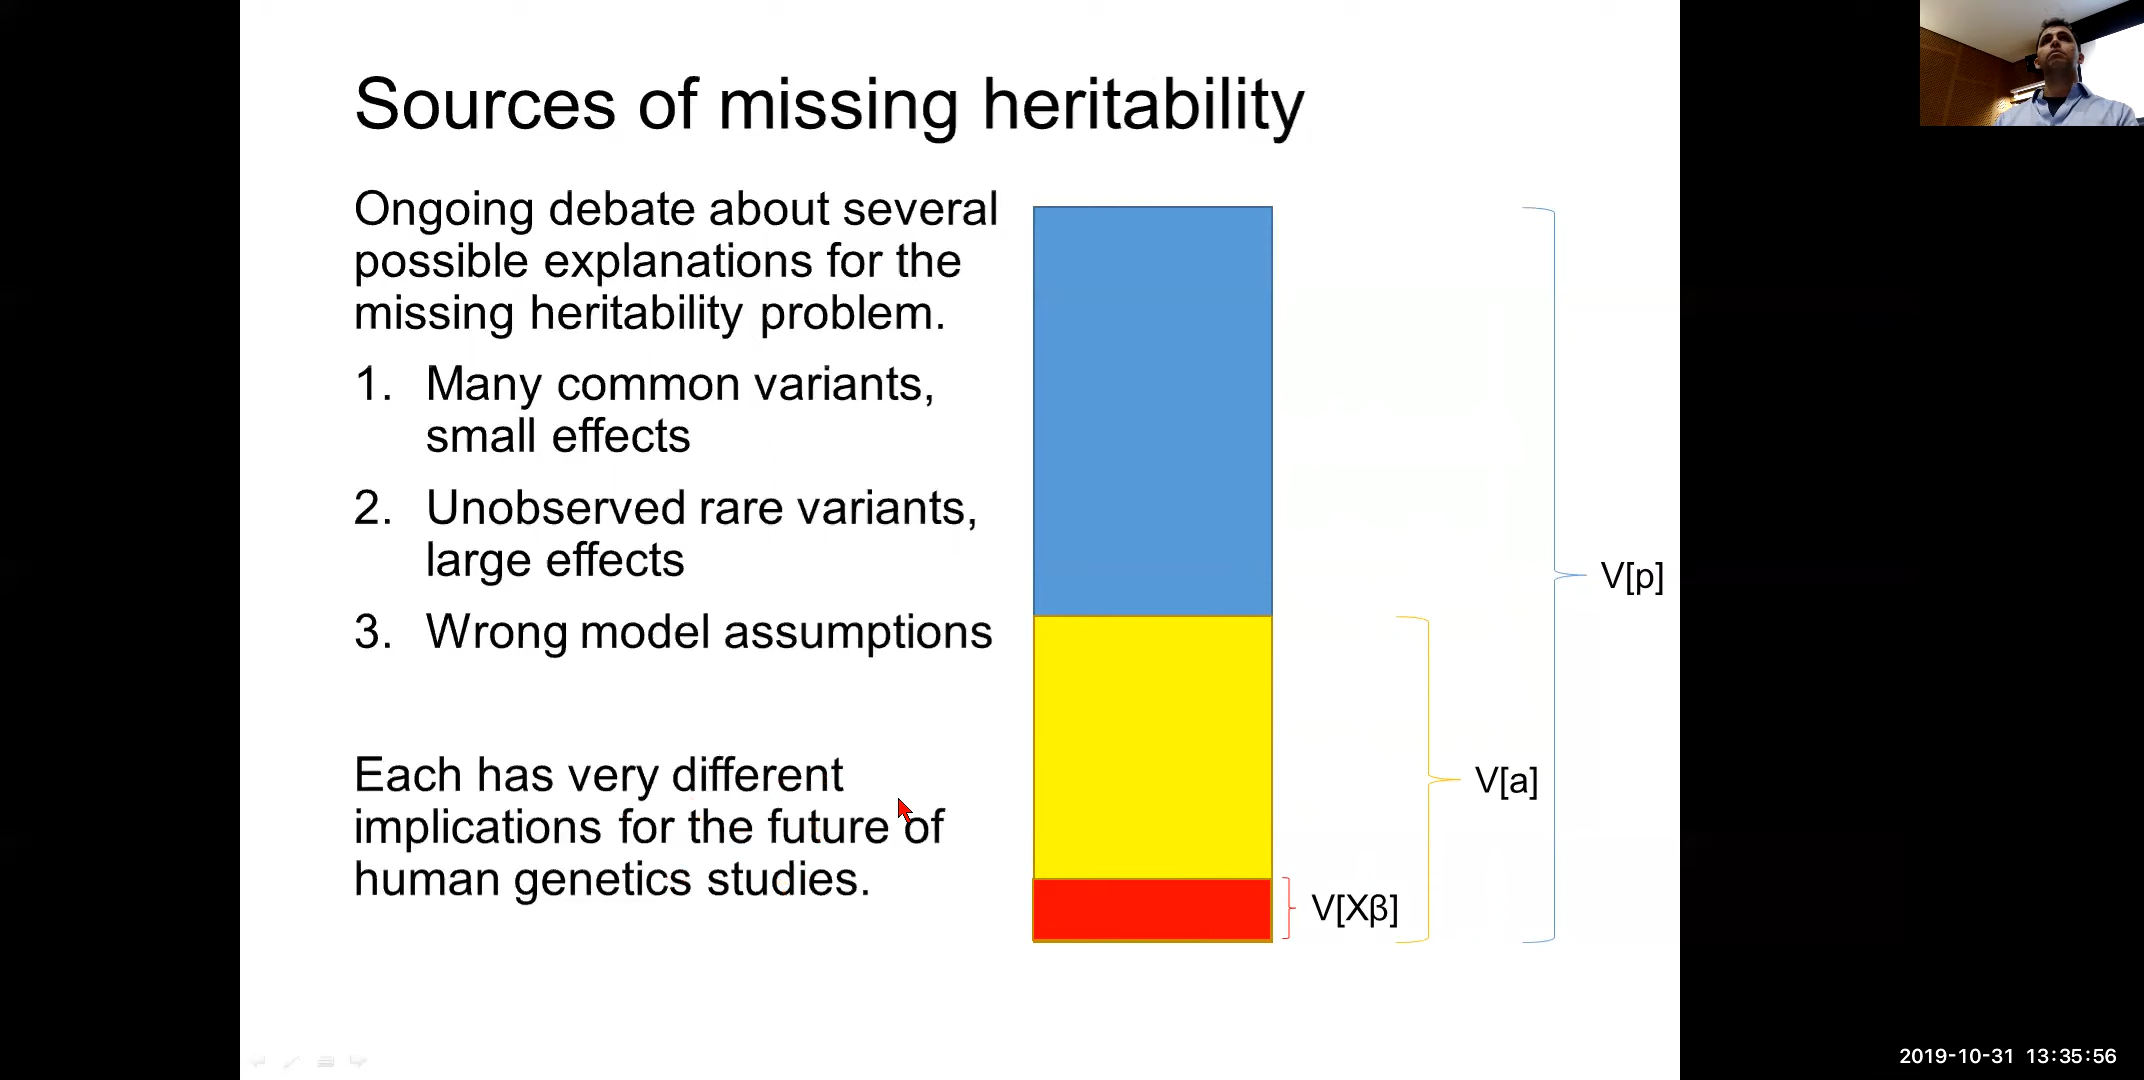 Sources of missing heritability
Ongoing debate about several
possible explanations for the
missing heritability problem.
1. Many common variants,
small effects
2. Unobserved rare variants,
large effects
3. Wrong model assumptions
Each has very different
implications for the future of
human genetics studies.
V[p]
V[a]
V[Xβ]
2019-10-31 13:35:56